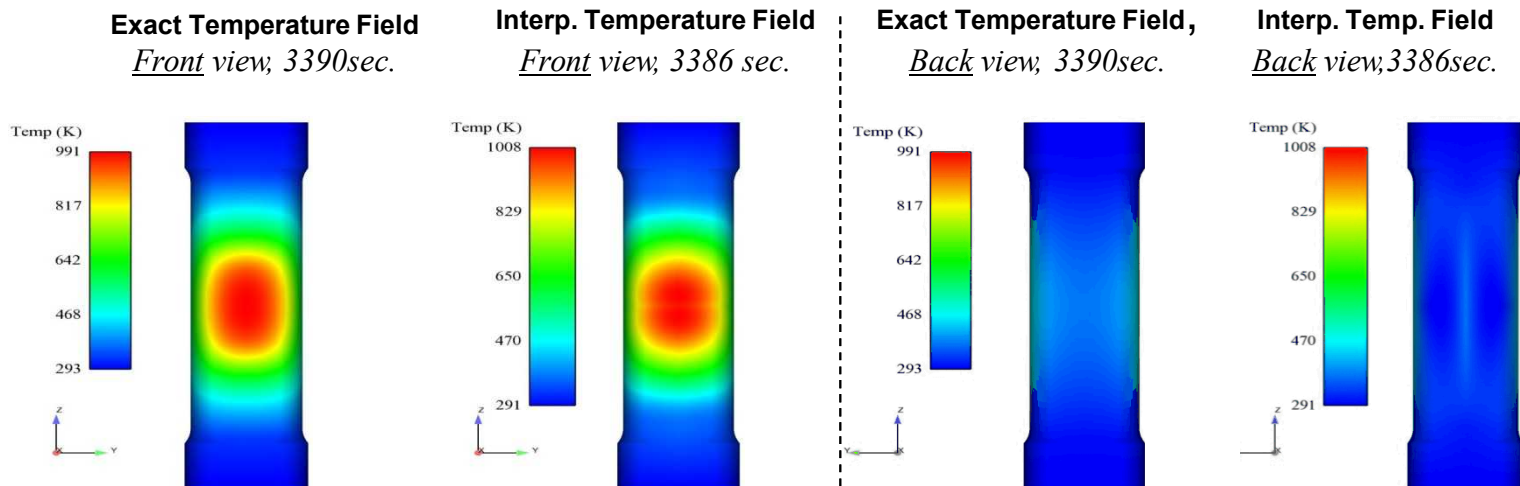 Exact Temperature Field
Front view, 3390sec.
Interp. Temperature Field
Front view, 3386 sec.
Exact Temperature Field,
Back view, 3390sec.
Interp. Temp. Field
Back view,3386sec.
Temp (K)
991
817
642
468
293
Z
X
Y
Temp (K)
1008
829
650
470
291
Z
X
Y
Temp (K)
991
817
642
468
293
Z
Y
X
Temp (K)
1008
829
650
470
291
Z
X